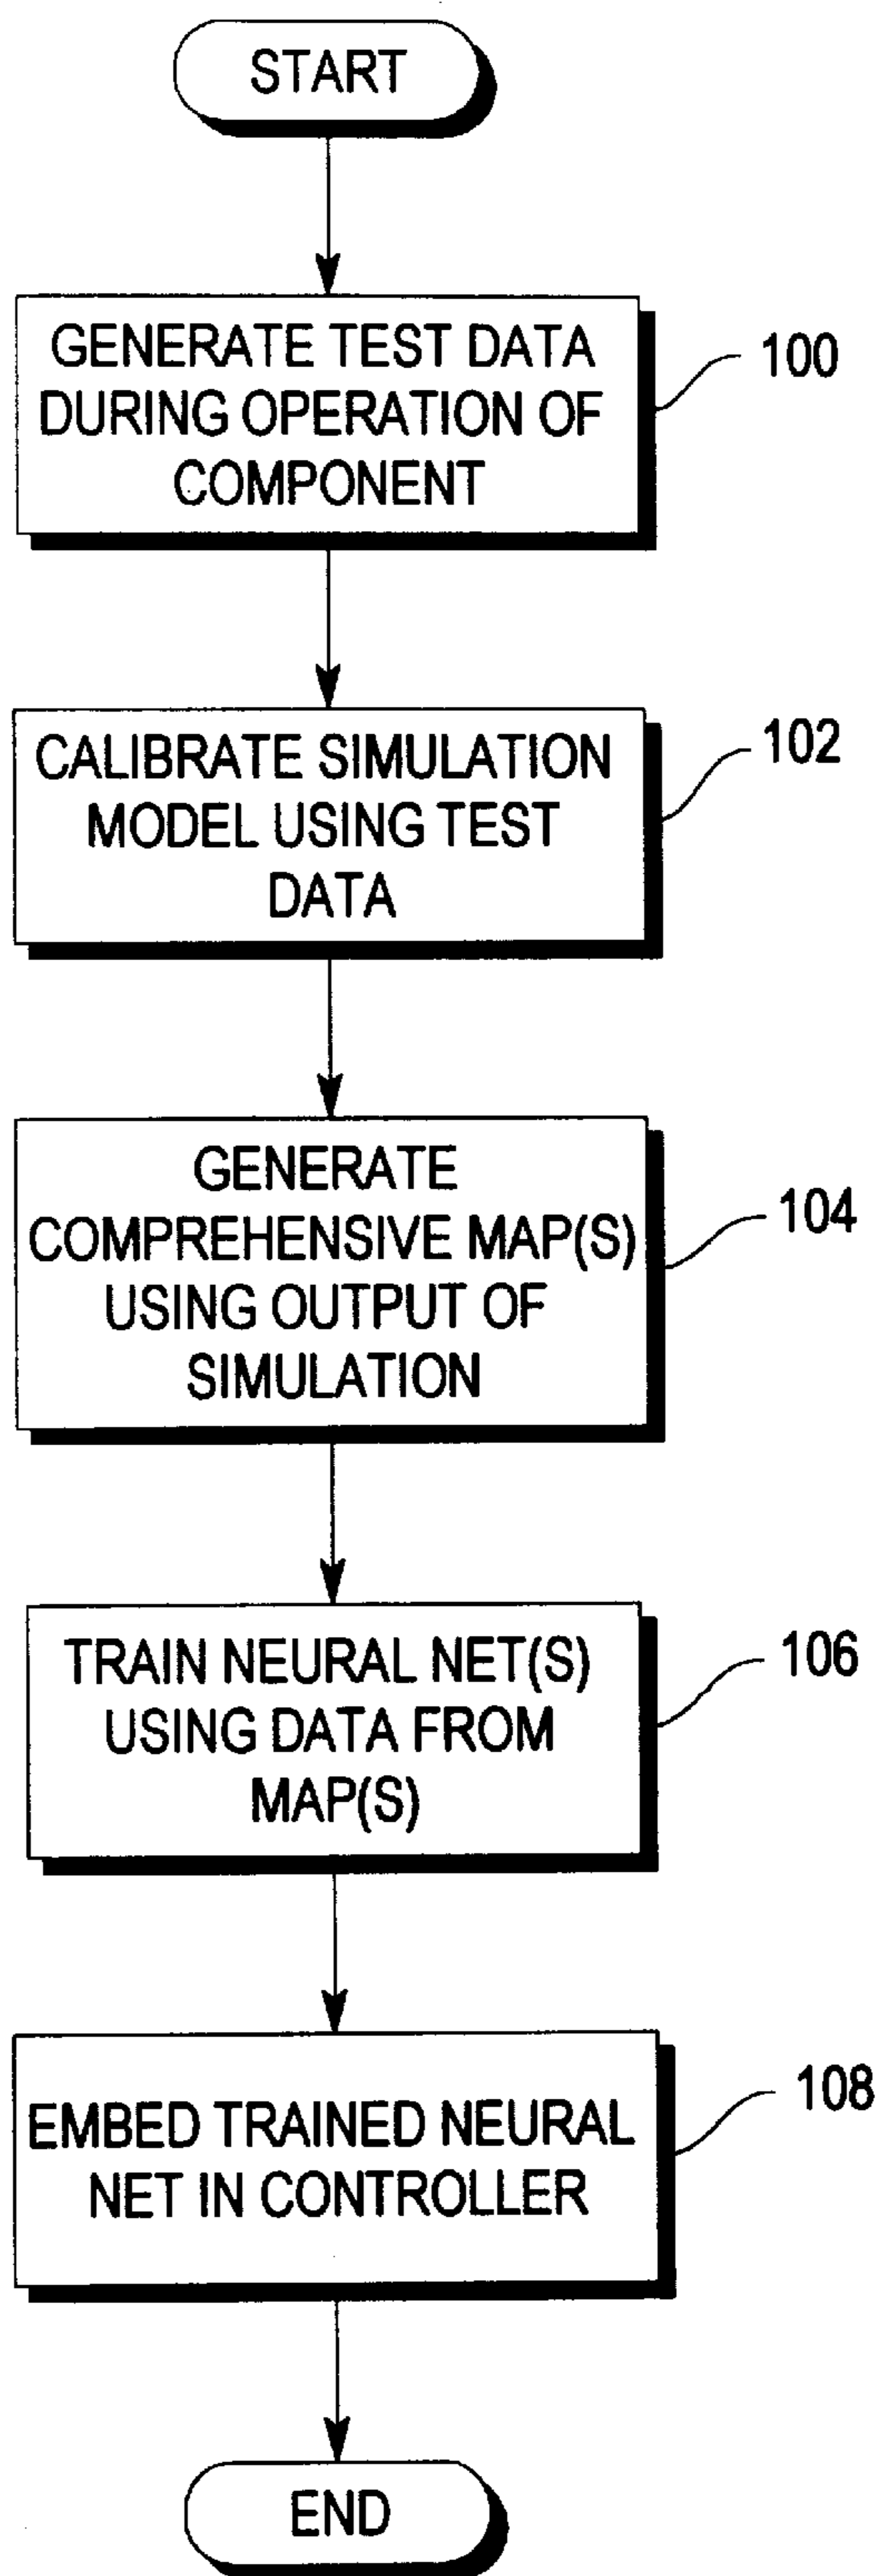 START
GENERATE TEST DATA
DURING OPERATION OF
COMPONENT
100
CALIBRATE SIMULATION
MODEL USING TEST
DATA
102
GENERATE
COMPREHENSIVE MAP(S)
USING OUTPUT OF
SIMULATION
104
TRAIN NEURAL NET(S)
USING DATA FROM
MAP(S)
106
EMBED TRAINED NEURAL
NET IN CONTROLLER
108
END